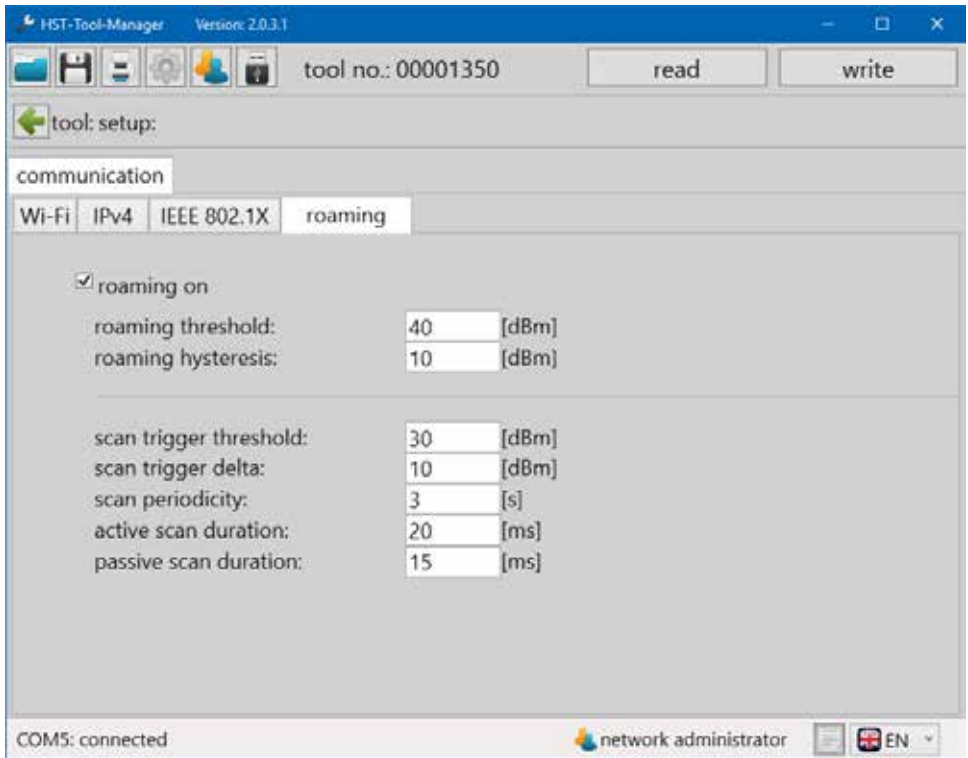 HST-Tool-Manager Version: 2.0.3.1
tool no.: 00001350 read write
tool: setup:
communication
Wi-Fi IPv4 IEEE 802.1X roaming
roaming on
roaming threshold: 40 [dBm]
roaming hysteresis: 10 [dBm]
scan trigger threshold: 30 [dBm]
scan trigger delta: 10 [dBm]
scan periodicity: 3 [s]
active scan duration: 20 [ms]
passive scan duration: 15 [ms]
COM5: connected network administrator EN